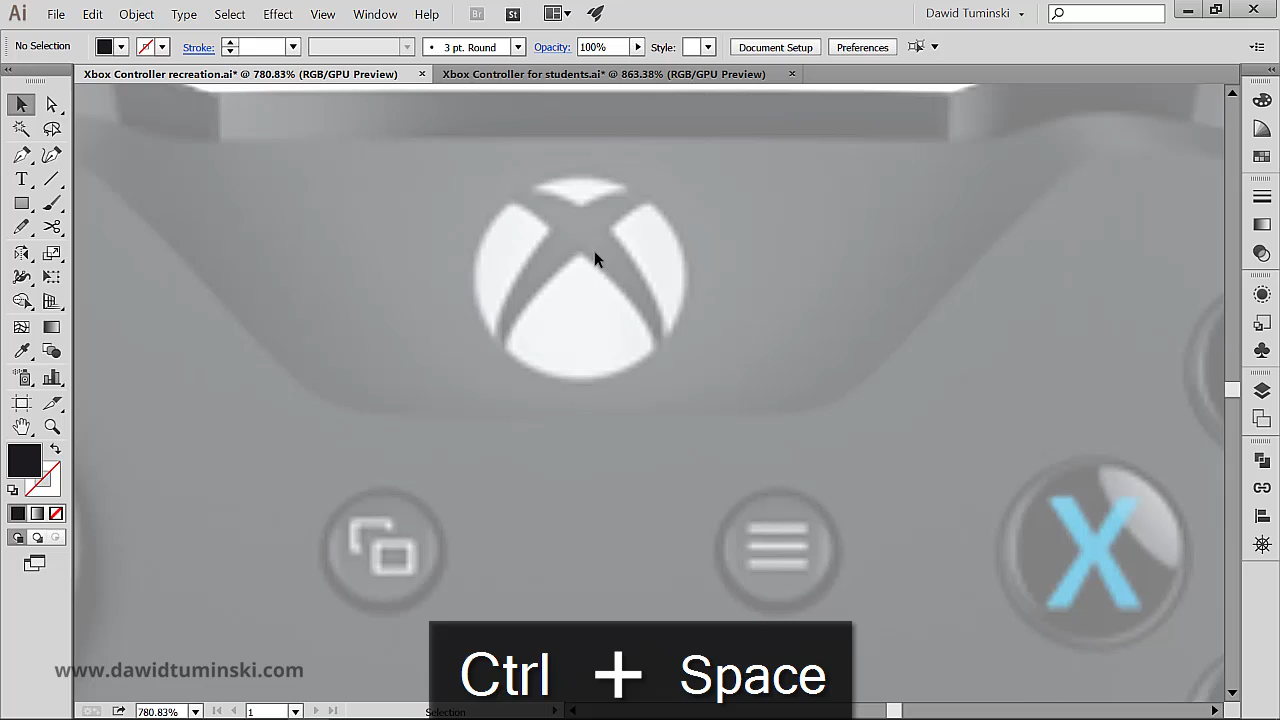 Ai File Edit Object Type Select Effect View Window Help Br St Dawid Tuminski
No Selection Stroke: 3 pt. Round Opacity: 100% Style: Document Setup Preferences
Xbox Controller recreation.ai* @ 780.83% (RGB/GPU Preview) × Xbox Controller for students.ai* @ 863.38% (RGB/GPU Preview) ×
T
X
Ctrl + Space
www.dawidtuminski.com
780.83% 1 Selection